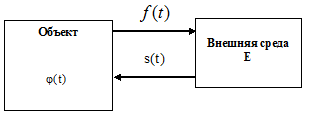 f(t)
Объект
Внешняя среда
E
s(t)
φ(t)